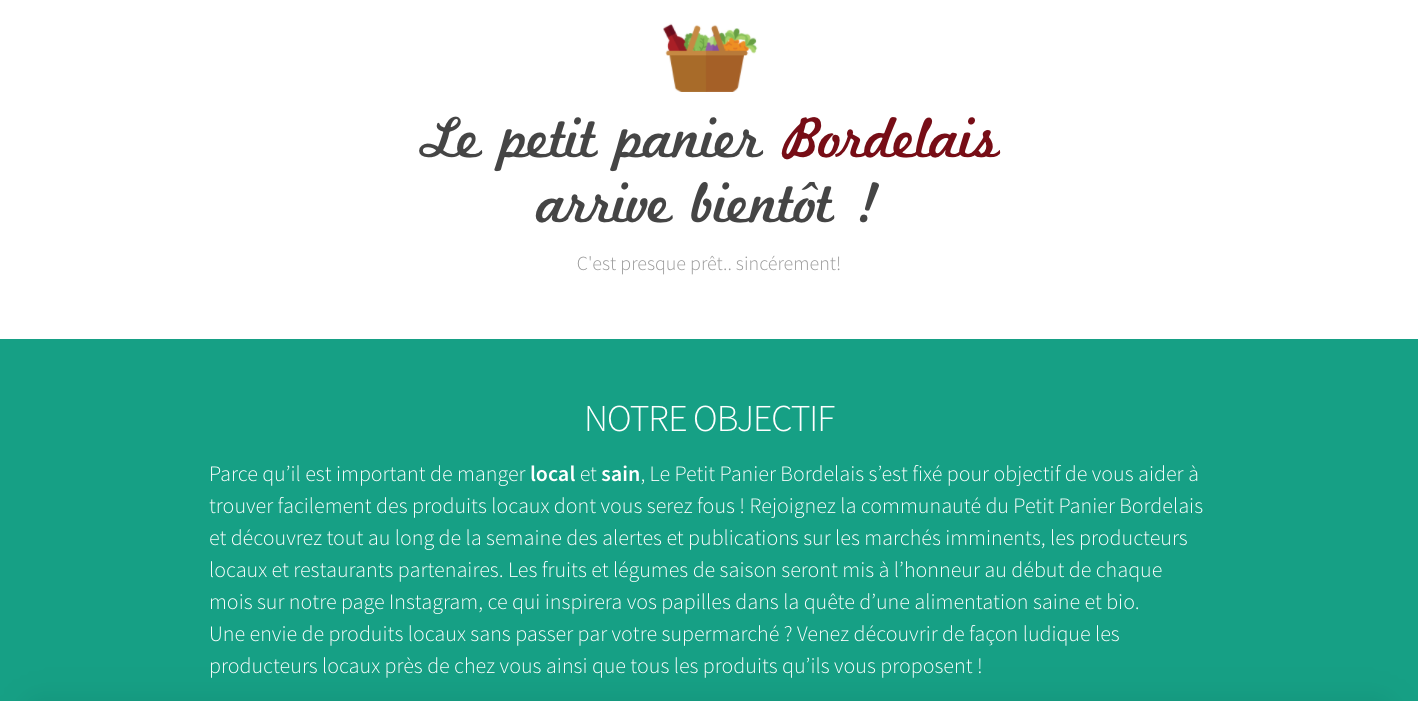 Le petit panier Bordelais
arrive bientôt !
C'est presque prêt.. sincérement!
NOTRE OBJECTIF
Parce qu’il est important de manger local et sain, Le Petit Panier Bordelais s’est fixé pour objectif de vous aider à
trouver facilement des produits locaux dont vous serez fous ! Rejoignez la communauté du Petit Panier Bordelais
et découvrez tout au long de la semaine des alertes et publications sur les marchés imminents, les producteurs
locaux et restaurants partenaires. Les fruits et légumes de saison seront mis à l’honneur au début de chaque
mois sur notre page Instagram, ce qui inspirera vos papilles dans la quête d’une alimentation saine et bio.
Une envie de produits locaux sans passer par votre supermarché ? Venez découvrir de façon ludique les
producteurs locaux près de chez vous ainsi que tous les produits qu’ils vous proposent !